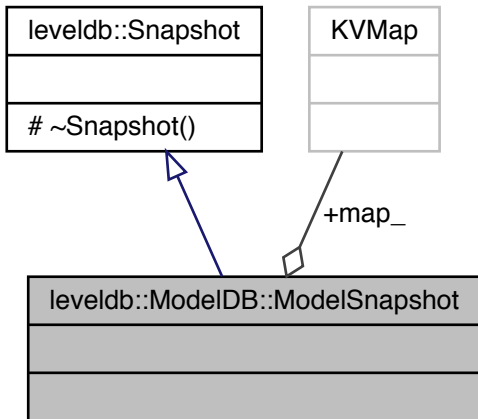 leveldb::Snapshot
KVMap
# ~Snapshot()
+map_
leveldb::ModelDB::ModelSnapshot